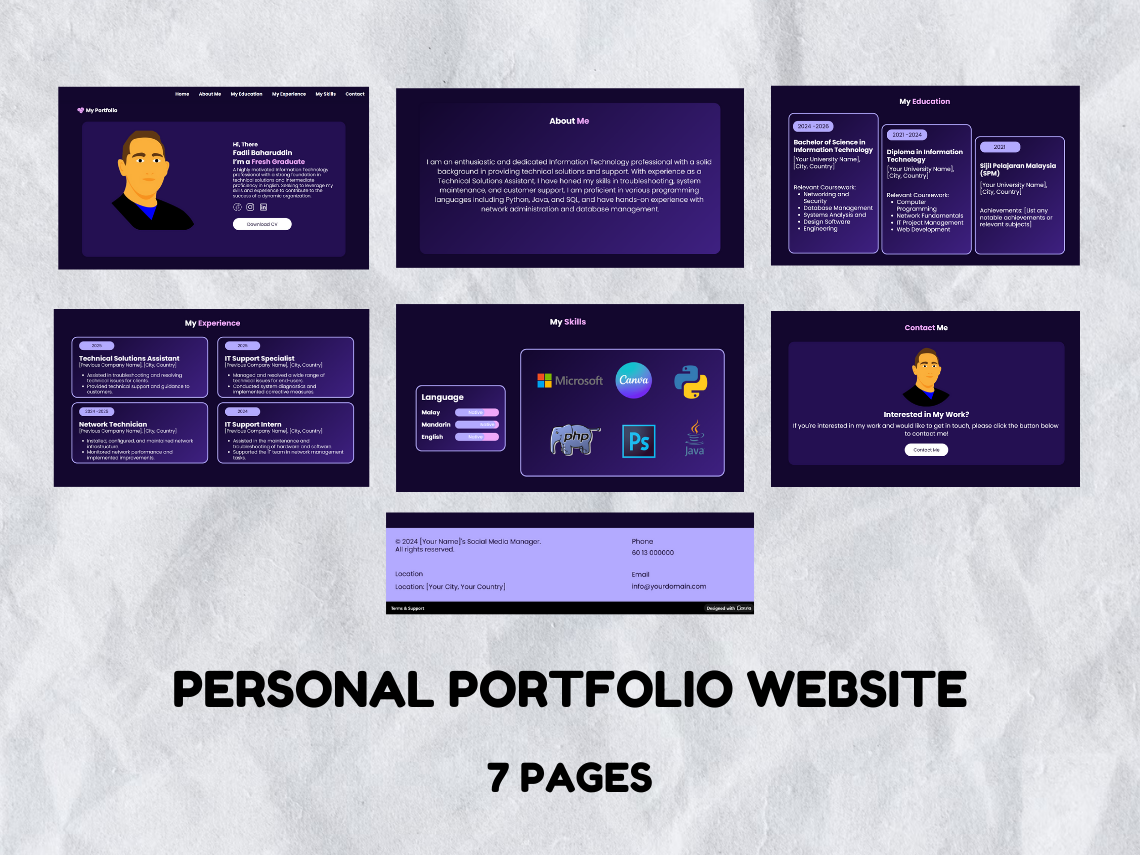 Home About Me My Education My Experience My Skills Contact
My Portfolio
Hi, There
Fadli Baharuddin
I'm a Fresh Graduate
A highly motivated Information Technology
professional with a strong foundation in
technical solutions and intermediate
proficiency in English. Seeking to leverage my
skills and experience to contribute to the
success of a dynamic organization.
Download CV
About Me
I am an enthusiastic and dedicated Information Technology professional with a solid
background in providing technical solutions and support. With experience as a
Technical Solutions Assistant, I have honed my skills in troubleshooting, system
maintenance, and customer support. I am proficient in various programming
languages including Python, Java, and SQL, and have hands-on experience with
network administration and database management.
My Education
2024 -2026
Bachelor of Science in
Information Technology
[Your University Name],
[City, Country]
Relevant Coursework:
Networking and
Security
Database Management
Systems Analysis and
Design Software
Engineering
2021 -2024
Diploma in Information
Technology
[Your University Name],
[City, Country]
Relevant Coursework:
Computer
Programming
Network Fundamentals
IT Project Management
Web Development
2021
Sijil Pelajaran Malaysia
(SPM)
[Your University Name],
[City, Country]
Achievements: [List any
notable achievements or
relevant subjects]
My Experience
2025
Technical Solutions Assistant
[Previous Company Name], [City, Country]
Assisted in troubleshooting and resolving
technical issues for clients.
Provided technical support and guidance to
customers.
2025
IT Support Specialist
[Previous Company Name], [City, Country]
Managed and resolved a wide range of
technical issues for end-users.
Conducted system diagnostics and
implemented corrective measures.
2024 -2025
Network Technician
[Previous Company Name], [City, Country]
Installed, configured, and maintained network
infrastructure.
Monitored network performance and
implemented improvements.
2024
IT Support Intern
[Previous Company Name], [City, Country]
Assisted in the maintenance and
troubleshooting of hardware and software.
Supported the IT team in network management
tasks.
My Skills
Language
Malay Native
Mandarin
English Native
Microsoft
Canva
php
Ps
Java
Contact Me
Interested in My Work?
If you're interested in my work and would like to get in touch, please click the button below
to contact me!
Contact Me
© 2024 [Your Name]'s Social Media Manager.
All rights reserved.
Location
Location: [Your City, Your Country]
Phone
60 13 000000
Email
info@yourdomain.com
Terms & Support
Designed with Canva
PERSONAL PORTFOLIO WEBSITE
7 PAGES